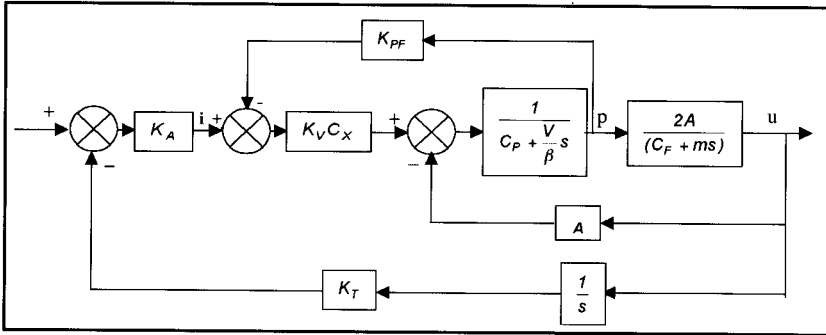 K_PF
-
+
K_A
i
+
K_V C_X
+
1
C_P + V/β s
p
2A
(C_F + ms)
u
−
−
A
K_T
1
s